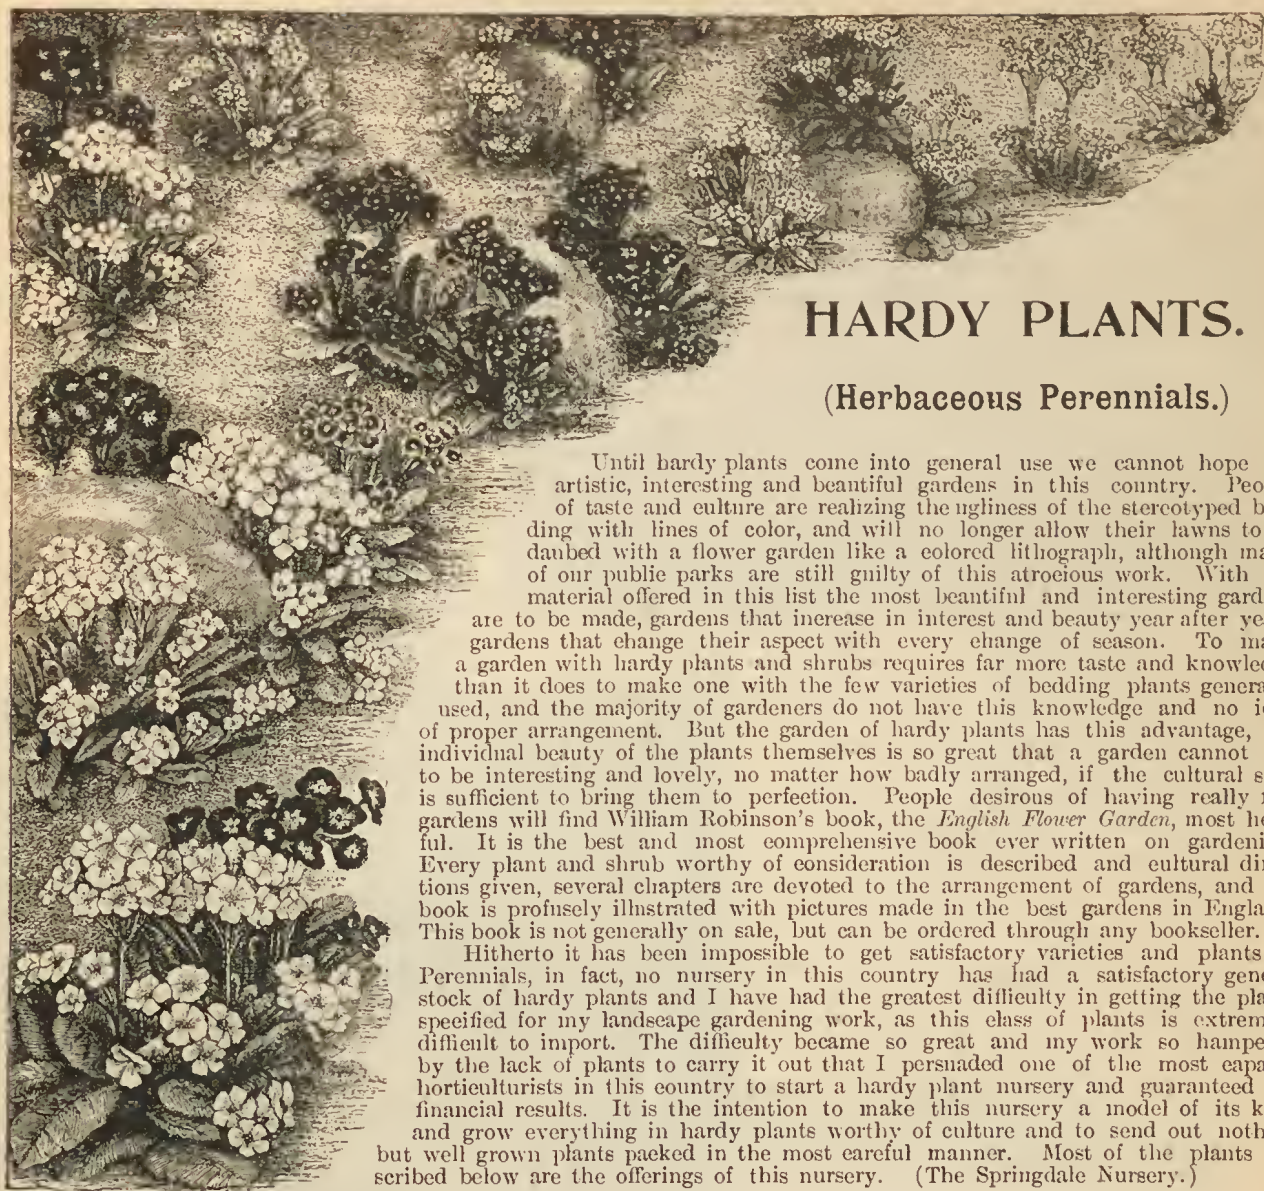 HARDY PLANTS.
(Herbaceous Perennials.)
Until hardy plants come into general use we cannot hope
artistic, interesting and beautiful gardens in this country. Peo
of taste and culture are realizing the ugliness of the stereotyped b
ding with lines of color, and will no longer allow their lawns to
daubed with a flower garden like a colored lithograph, although ma
of our public parks are still guilty of this atrocious work. With
material offered in this list the most beautiful and interesting gard
are to be made, gardens that increase in interest and beauty year after ye
gardens that change their aspect with every change of season. To ma
a garden with hardy plants and shrubs requires far more taste and knowled
than it does to make one with the few varieties of bedding plants genera
used, and the majority of gardeners do not have this knowledge and no i
of proper arrangement. But the garden of hardy plants has this advantage,
individual beauty of the plants themselves is so great that a garden cannot
to be interesting and lovely, no matter how badly arranged, if the cultural s
is sufficient to bring them to perfection. People desirous of having really
gardens will find William Robinson's book, the English Flower Garden, most he
ful. It is the best and most comprehensive book ever written on gardeni
Every plant and shrub worthy of consideration is described and cultural di
tions given, several chapters are devoted to the arrangement of gardens, and
book is profusely illustrated with pictures made in the best gardens in Engla
This book is not generally on sale, but can be ordered through any bookseller.
Hitherto it has been impossible to get satisfactory varieties and plants
Perennials, in fact, no nursery in this country has had a satisfactory gene
stock of hardy plants and I have had the greatest difficulty in getting the pla
specified for my landscape gardening work, as this class of plants is extrem
difficult to import. The difficulty became so great and my work so hampe
by the lack of plants to carry it out that I persuaded one of the most capa
horticulturists in this country to start a hardy plant nursery and guaranteed
financial results. It is the intention to make this nursery a model of its k
and grow everything in hardy plants worthy of culture and to send out noth
but well grown plants packed in the most careful manner. Most of the plants
scribed below are the offerings of this nursery. (The Springdale Nursery.)